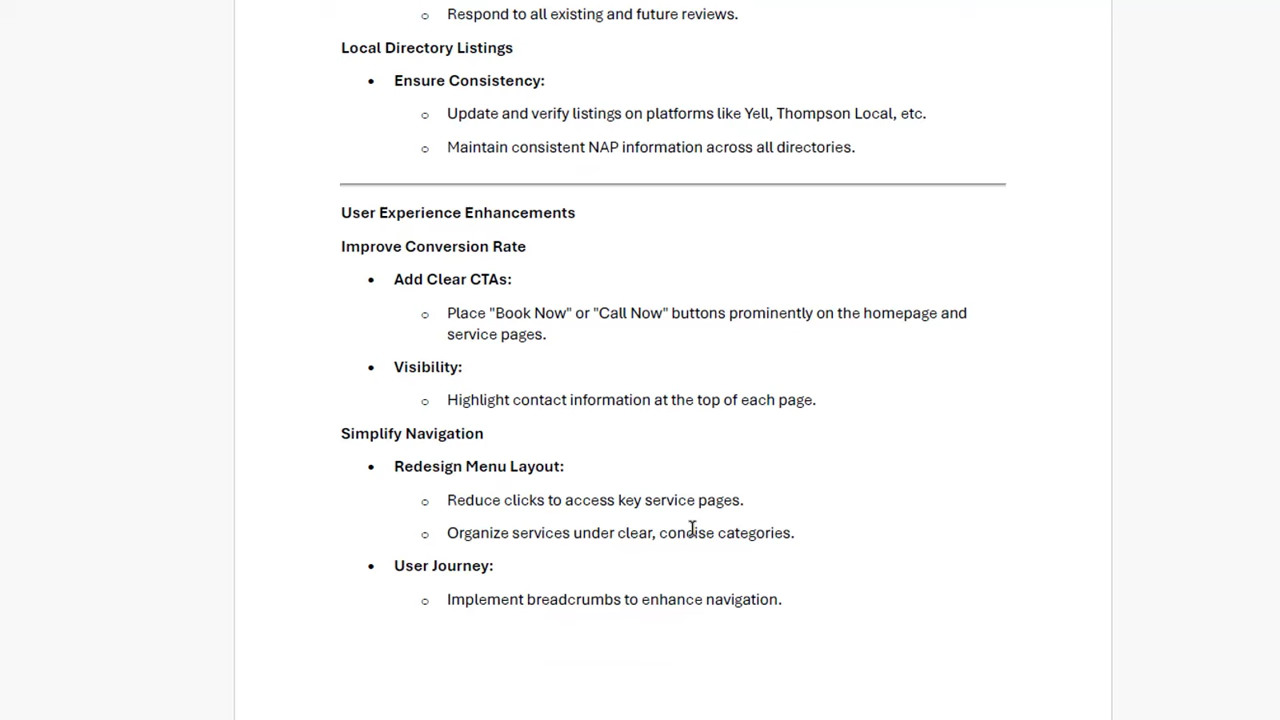 o Respond to all existing and future reviews.
Local Directory Listings
• Ensure Consistency:
o Update and verify listings on platforms like Yell, Thompson Local, etc.
o Maintain consistent NAP information across all directories.
User Experience Enhancements
Improve Conversion Rate
• Add Clear CTAs:
o Place "Book Now" or "Call Now" buttons prominently on the homepage and
service pages.
• Visibility:
o Highlight contact information at the top of each page.
Simplify Navigation
• Redesign Menu Layout:
o Reduce clicks to access key service pages.
o Organize services under clear, concise categories.
• User Journey:
o Implement breadcrumbs to enhance navigation.